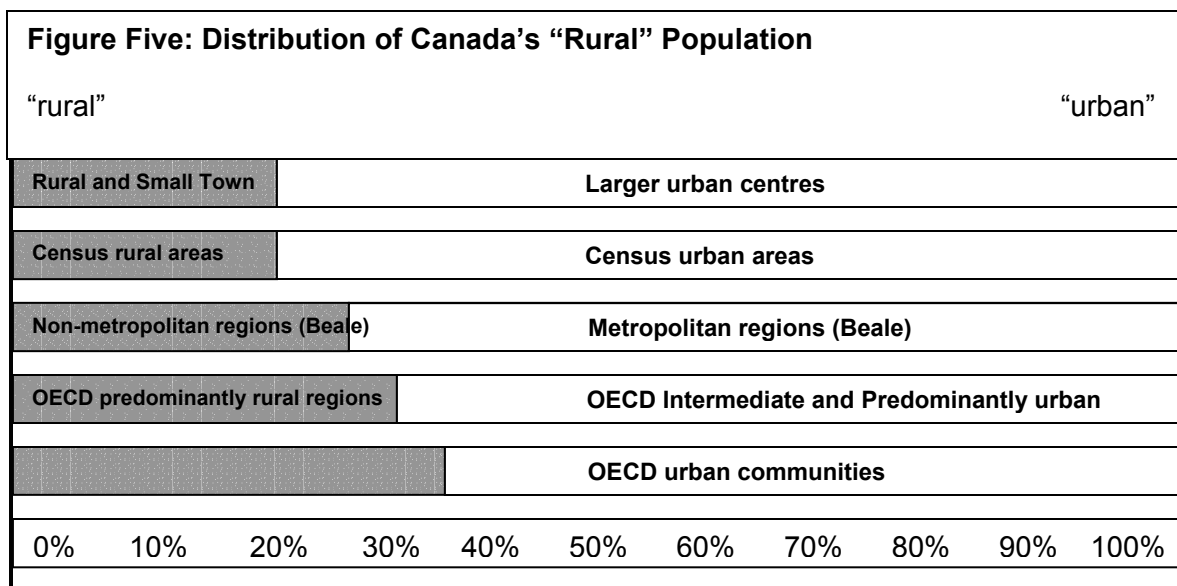 Figure Five: Distribution of Canada’s “Rural” Population
“rural” “urban”
Rural and Small Town Larger urban centres
Census rural areas Census urban areas
Non-metropolitan regions (Beale) Metropolitan regions (Beale)
OECD predominantly rural regions OECD Intermediate and Predominantly urban
OECD urban communities
0% 10% 20% 30% 40% 50% 60% 70% 80% 90% 100%